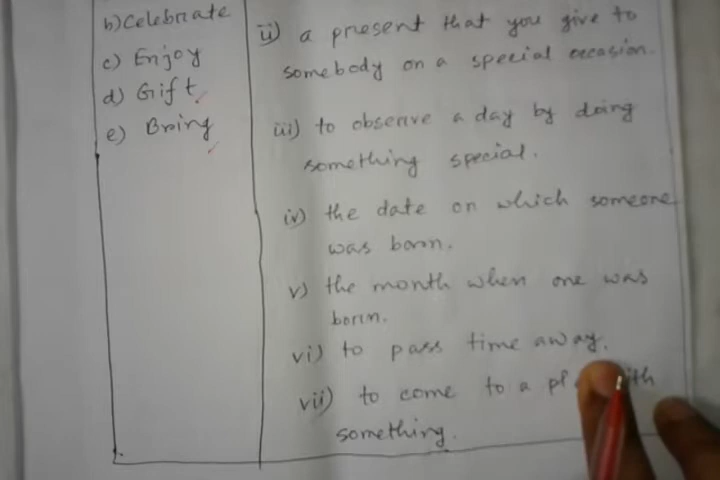 b) Celebrate
c) Enjoy
d) Gift
e) Bring
ii) a present that you give to
somebody on a special occasion.
iii) to observe a day by doing
something special.
iv) the date on which someone
was born.
v) the month when one was
born.
vi) to pass time away.
vii) to come to a
something.